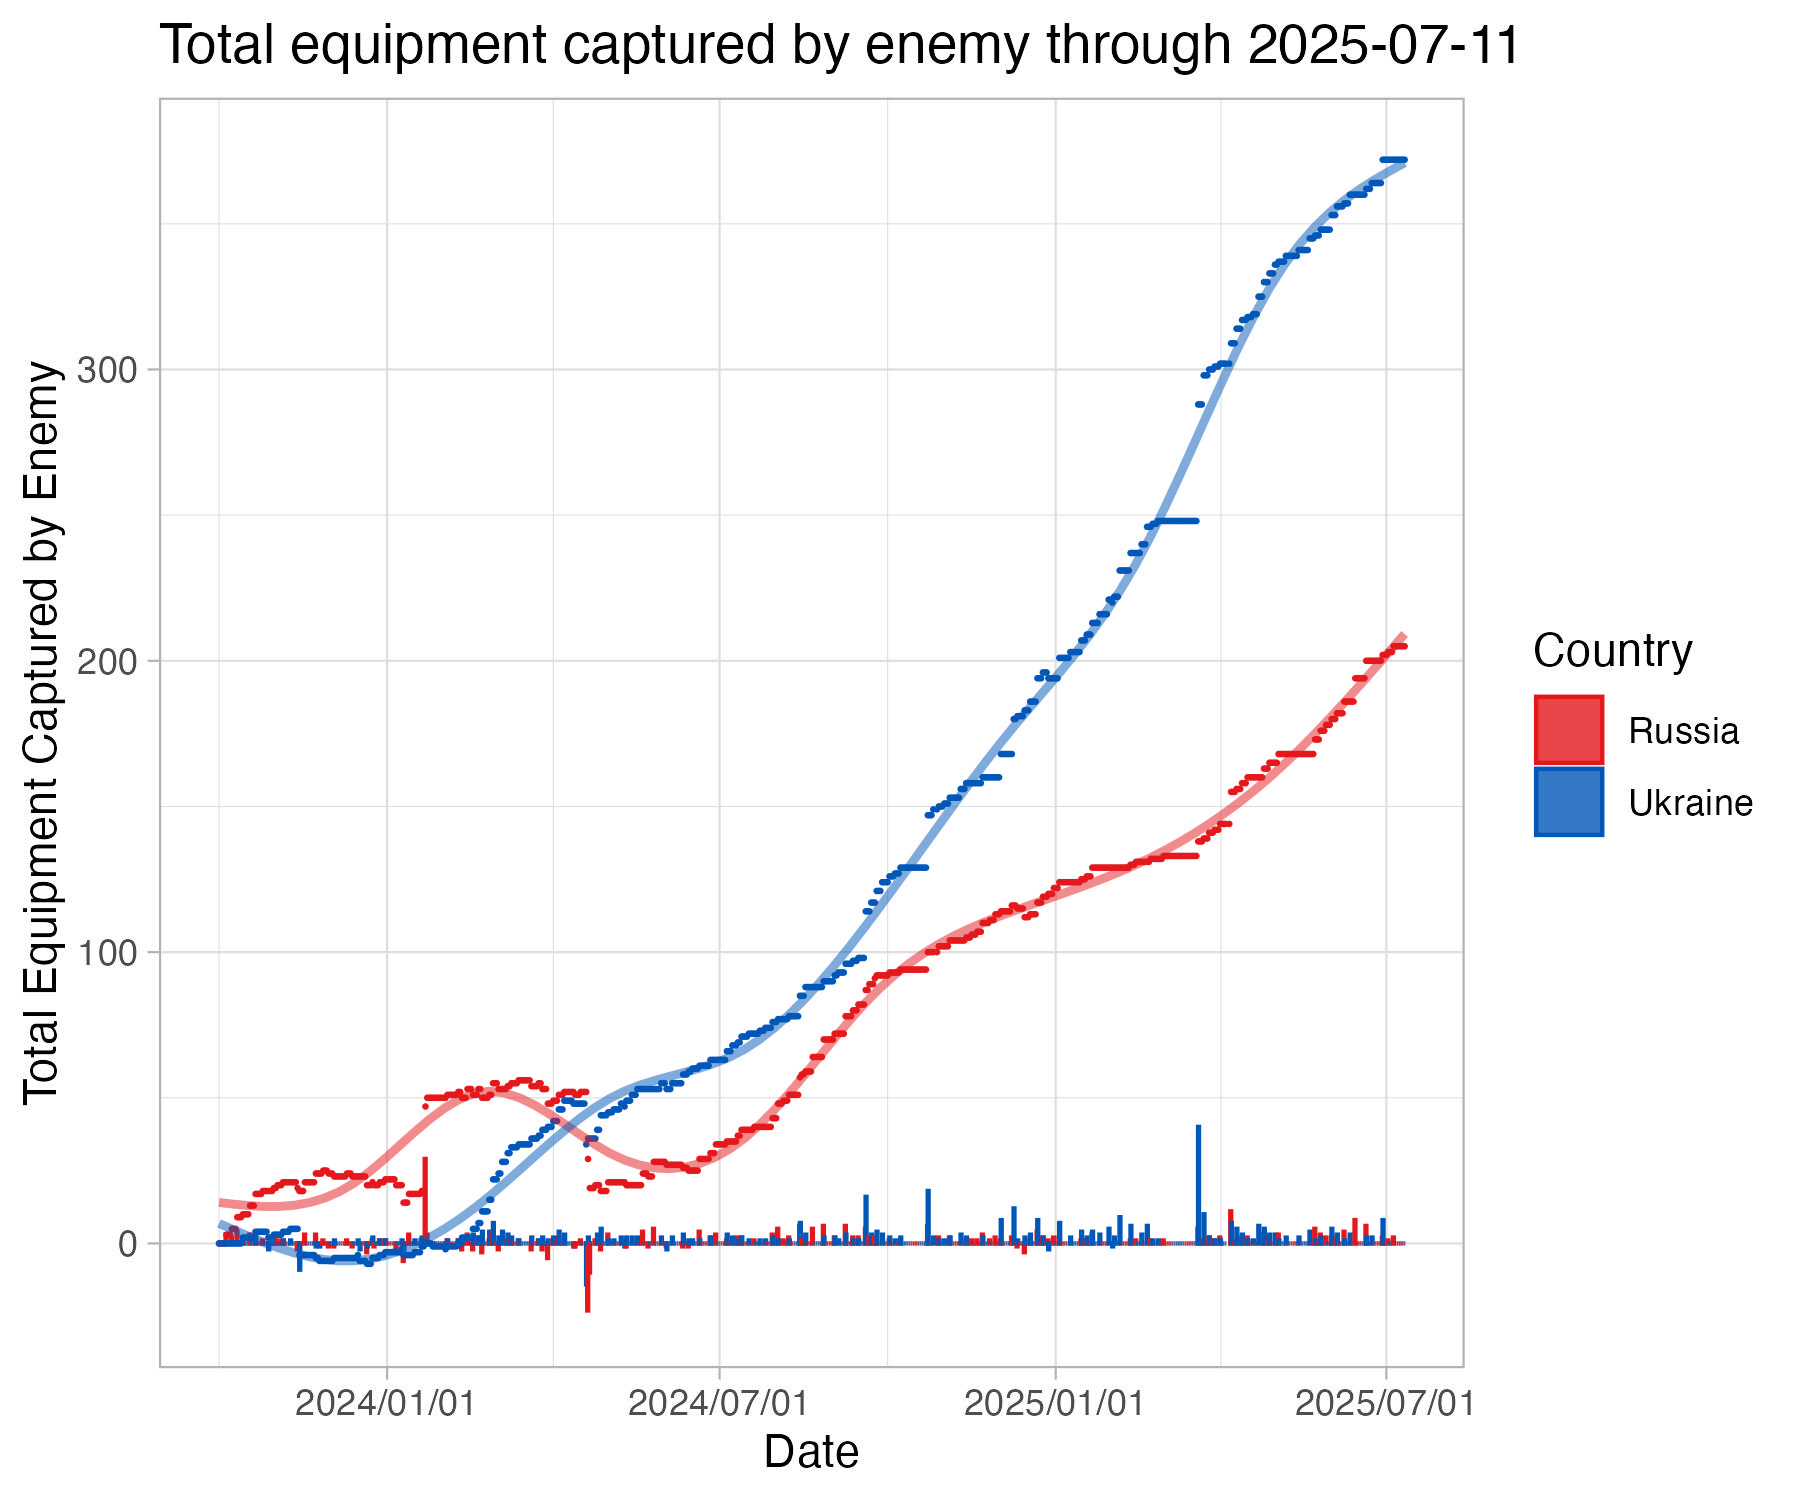 Total equipment captured by enemy through 2025-07-11
Total Equipment Captured by Enemy
300
200
100
0
2024/01/01
2024/07/01
2025/01/01
2025/07/01
Date
Country
Russia
Ukraine